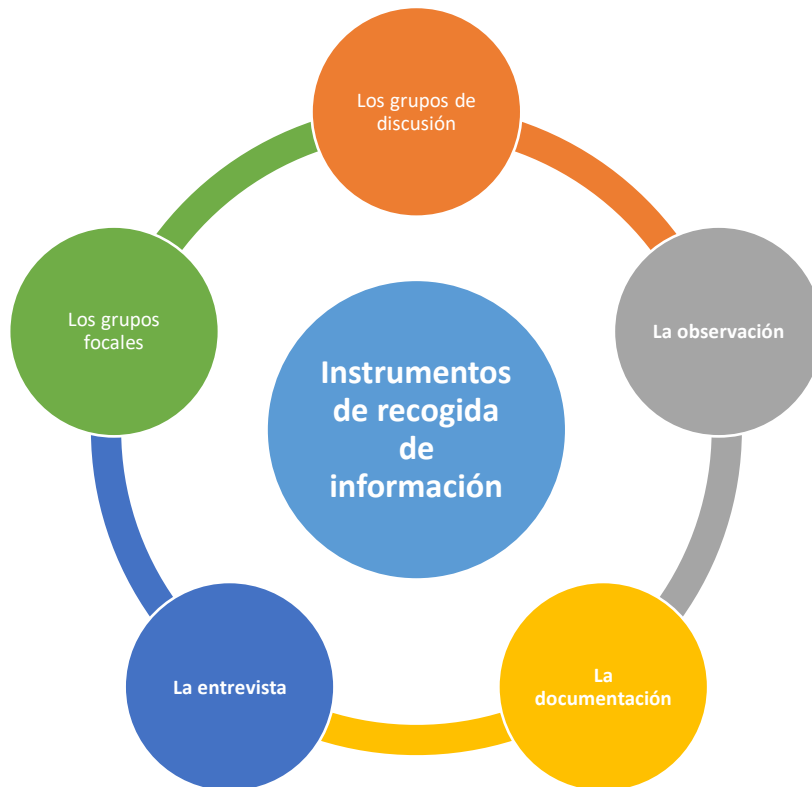 Los grupos de
discusión
La observación
La
documentación
La entrevista
Los grupos
focales
Instrumentos
de recogida
de
información